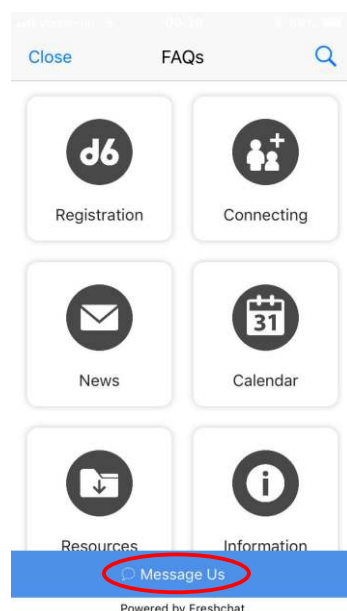 Close FAQs
d6
Registration Connecting
31
News Calendar
Resources Information
Message Us
Powered by Freshchat